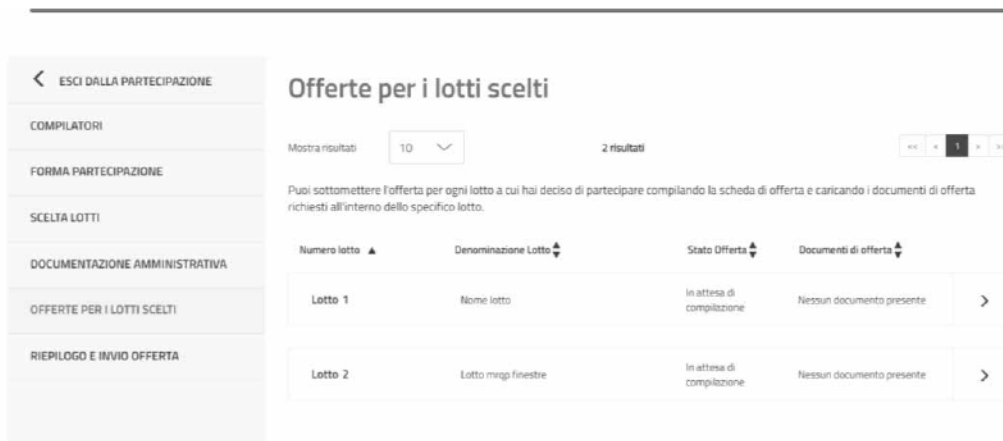 ESCI DALLA PARTECIPAZIONE
COMPILATORI
FORMA PARTECIPAZIONE
SCELTA LOTTI
DOCUMENTAZIONE AMMINISTRATIVA
OFFERTE PER I LOTTI SCELTI
RIEPILOGO E INVIO OFFERTA
Offerte per i lotti scelti
Mostra risultati 10 2 risultati << < 1 > >>
Puoi sottomettere l'offerta per ogni lotto a cui hai deciso di partecipare compilando la scheda di offerta e caricando i documenti di offerta
richiesti all'interno dello specifico lotto.
Numero lotto Denominazione Lotto Stato Offerta Documenti di offerta
Lotto 1 Nome lotto In attesa di compilazione Nessun documento presente
Lotto 2 Lotto mrqp finestre In attesa di compilazione Nessun documento presente